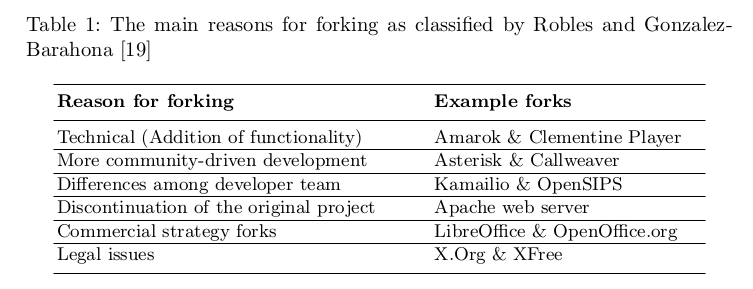 Table 1: The main reasons for forking as classified by Robles and Gonzalez-
Barahona [19]
Reason for forking Example forks
Technical (Addition of functionality) Amarok & Clementine Player
More community-driven development Asterisk & Callweaver
Differences among developer team Kamailio & OpenSIPS
Discontinuation of the original project Apache web server
Commercial strategy forks LibreOffice & OpenOffice.org
Legal issues X.Org & XFree